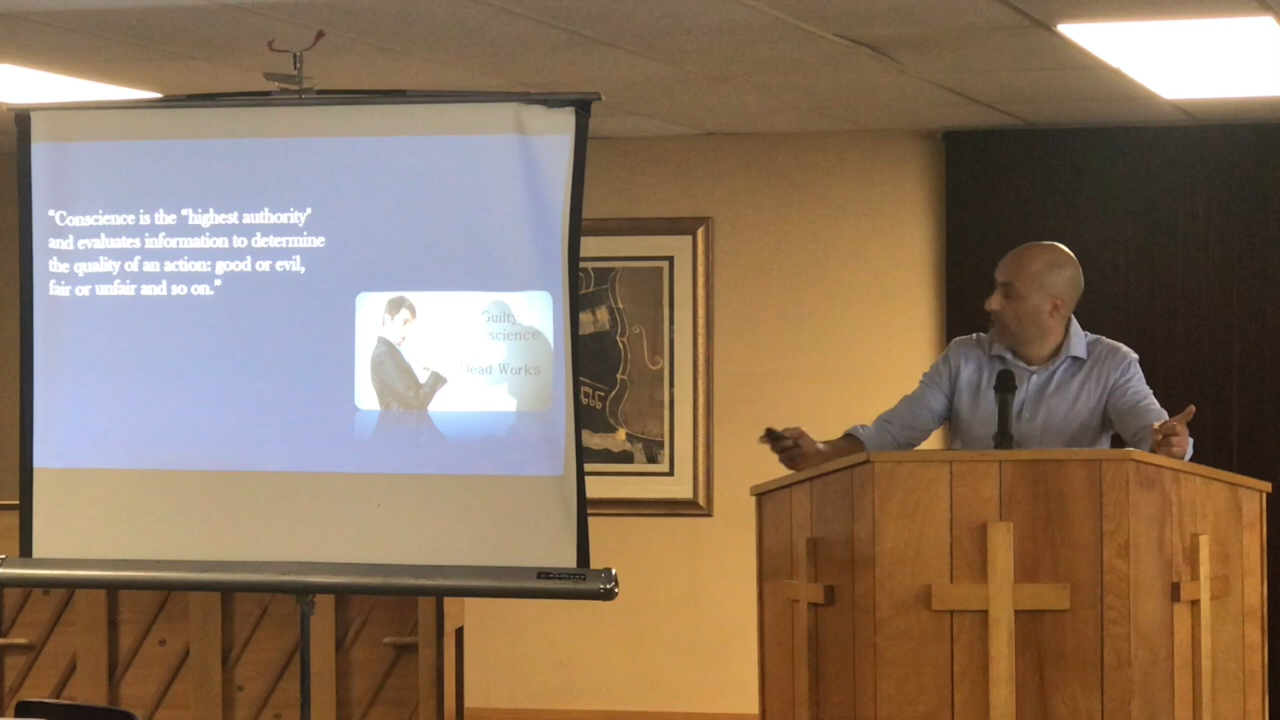 “Conscience is the “highest authority”
and evaluates information to determine
the quality of an action: good or evil,
fair or unfair and so on.”
Guilty
science
Dead Works